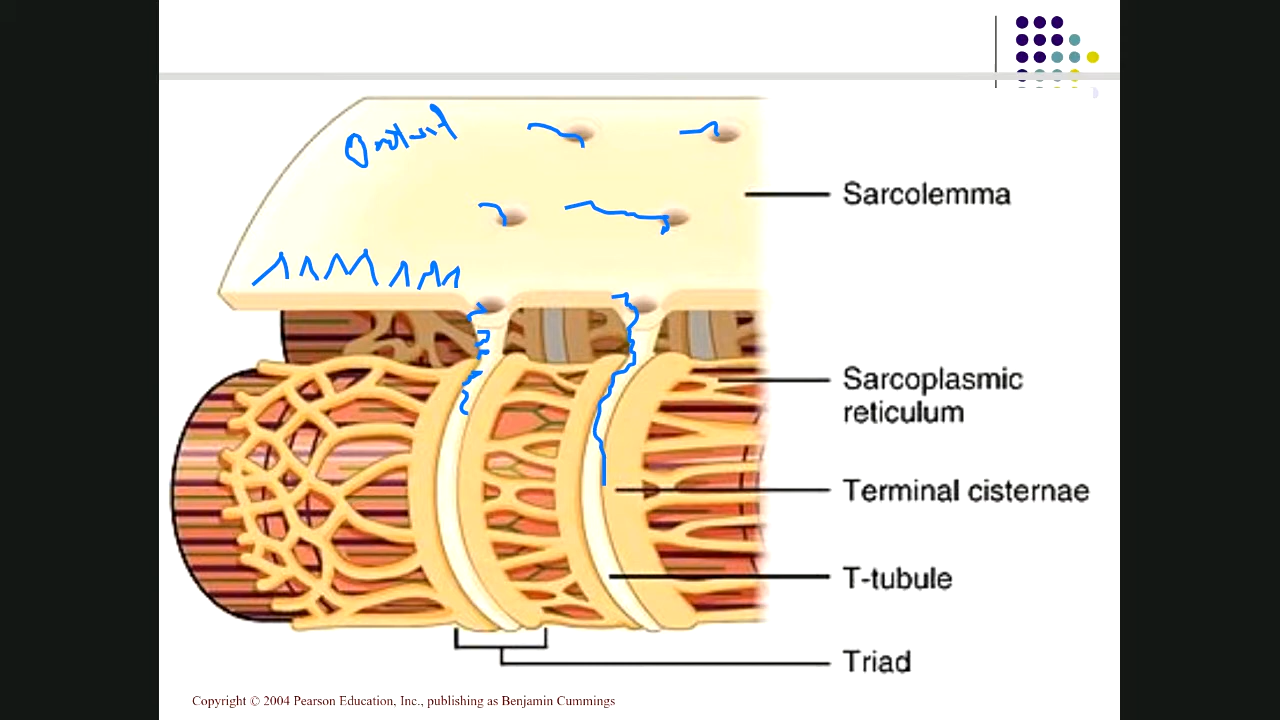 Sarcolemma
Sarcoplasmic
reticulum
Terminal cisternae
T-tubule
Triad
Copyright © 2004 Pearson Education, Inc., publishing as Benjamin Cummings